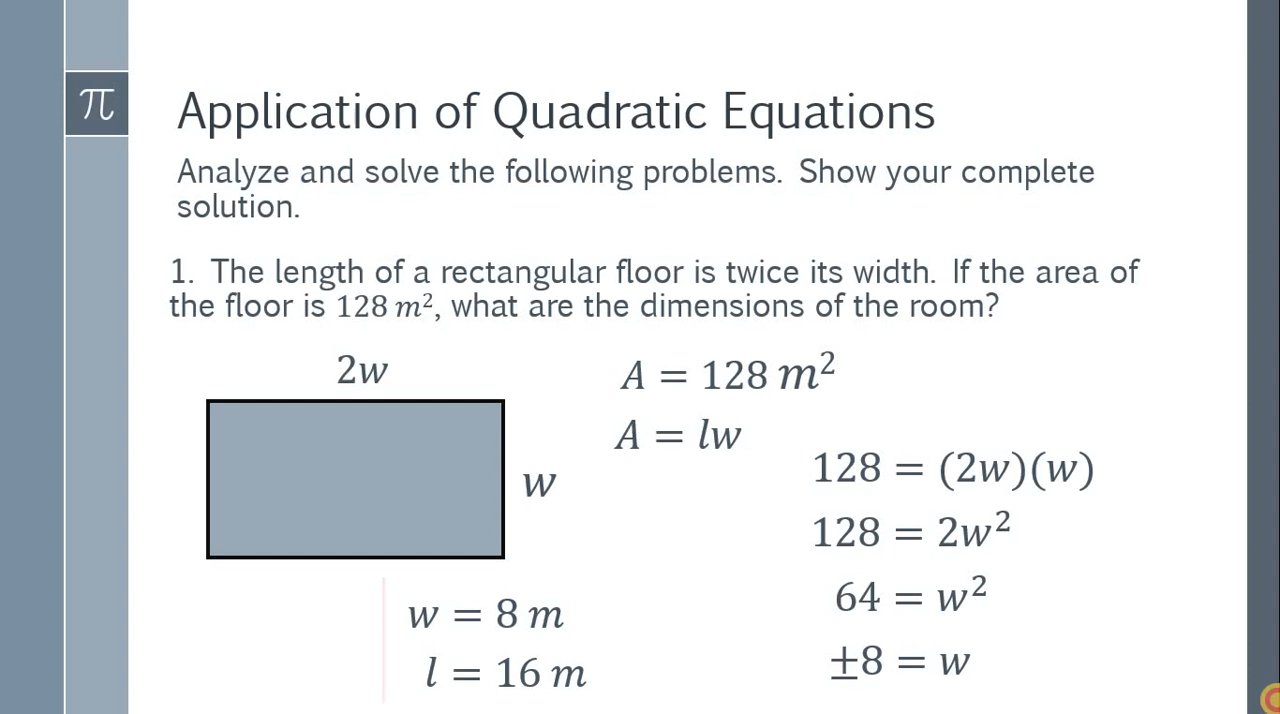 π
Application of Quadratic Equations
Analyze and solve the following problems. Show your complete
solution.
1. The length of a rectangular floor is twice its width. If the area of
the floor is 128 m², what are the dimensions of the room?
2w
w
A = 128 m²
A = lw
128 = (2w)(w)
128 = 2w²
64 = w²
±8 = w
w = 8 m
l = 16 m